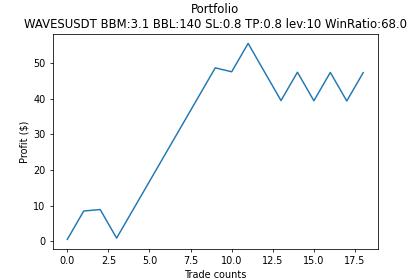 Portfolio
WAVESUSDT BBM:3.1 BBL:140 SL:0.8 TP:0.8 lev:10 WinRatio:68.0
50
40
30
20
10
0
Profit ($)
0.0 2.5 5.0 7.5 10.0 12.5 15.0 17.5
Trade counts